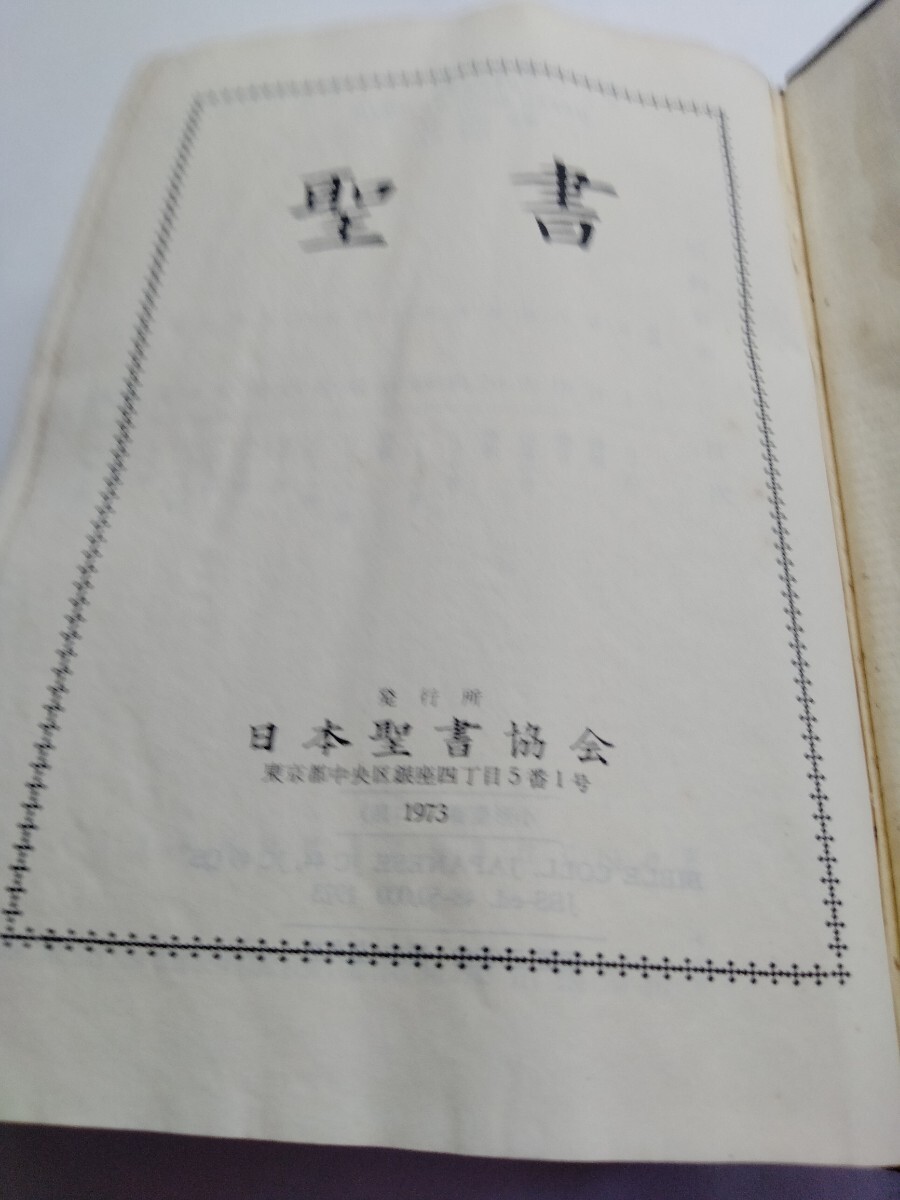 聖書
発行所
日本聖書協会
東京都中央区銀座四丁目5番1号
1973